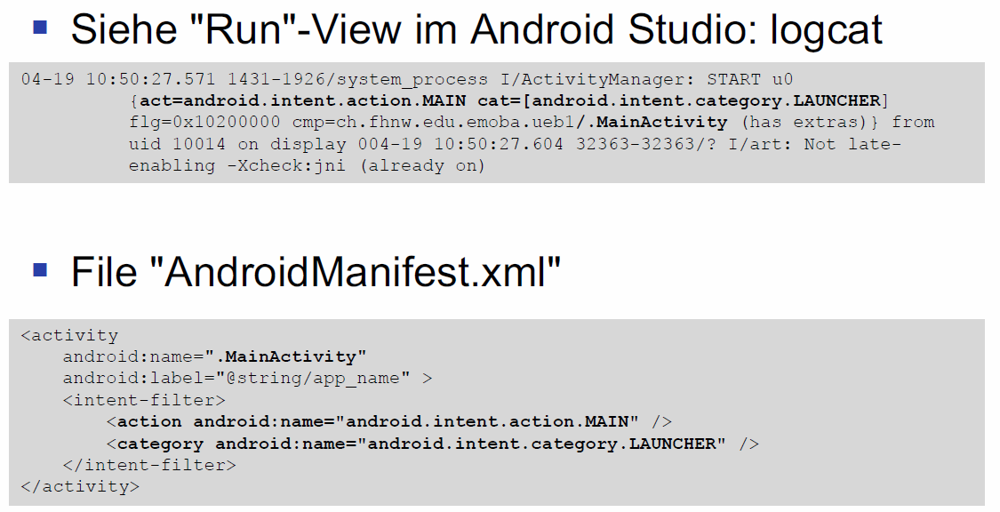 Siehe "Run"-View im Android Studio: logcat
04-19 10:50:27.571 1431-1926/system_process I/ActivityManager: START u0
{act=android.intent.action.MAIN cat=[android.intent.category.LAUNCHER]
flg=0x10200000 cmp=ch.fhnw.edu.emoba.ueb1/.MainActivity (has extras)} from
uid 10014 on display 004-19 10:50:27.604 32363-32363/? I/art: Not late-
enabling -Xcheck:jni (already on)
File "AndroidManifest.xml"
<activity
android:name=".MainActivity"
android:label="@string/app_name" >
<intent-filter>
<action android:name="android.intent.action.MAIN" />
<category android:name="android.intent.category.LAUNCHER" />
</intent-filter>
</activity>